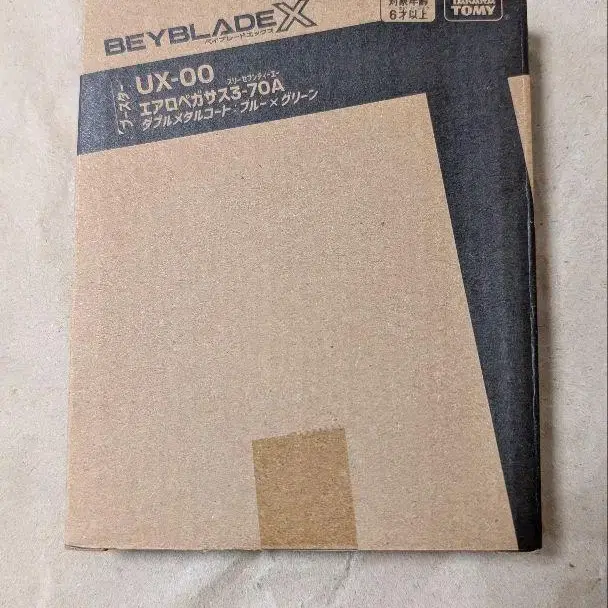 BEYBLADE X
ベイブレードエックス
対象年齢
6才以上
TAKARA
TOMY
ブースター
UX-00
スリーセブンティーエー
エアロペガサス3-70A
ダブルメタルコート:ブルー×グリーン